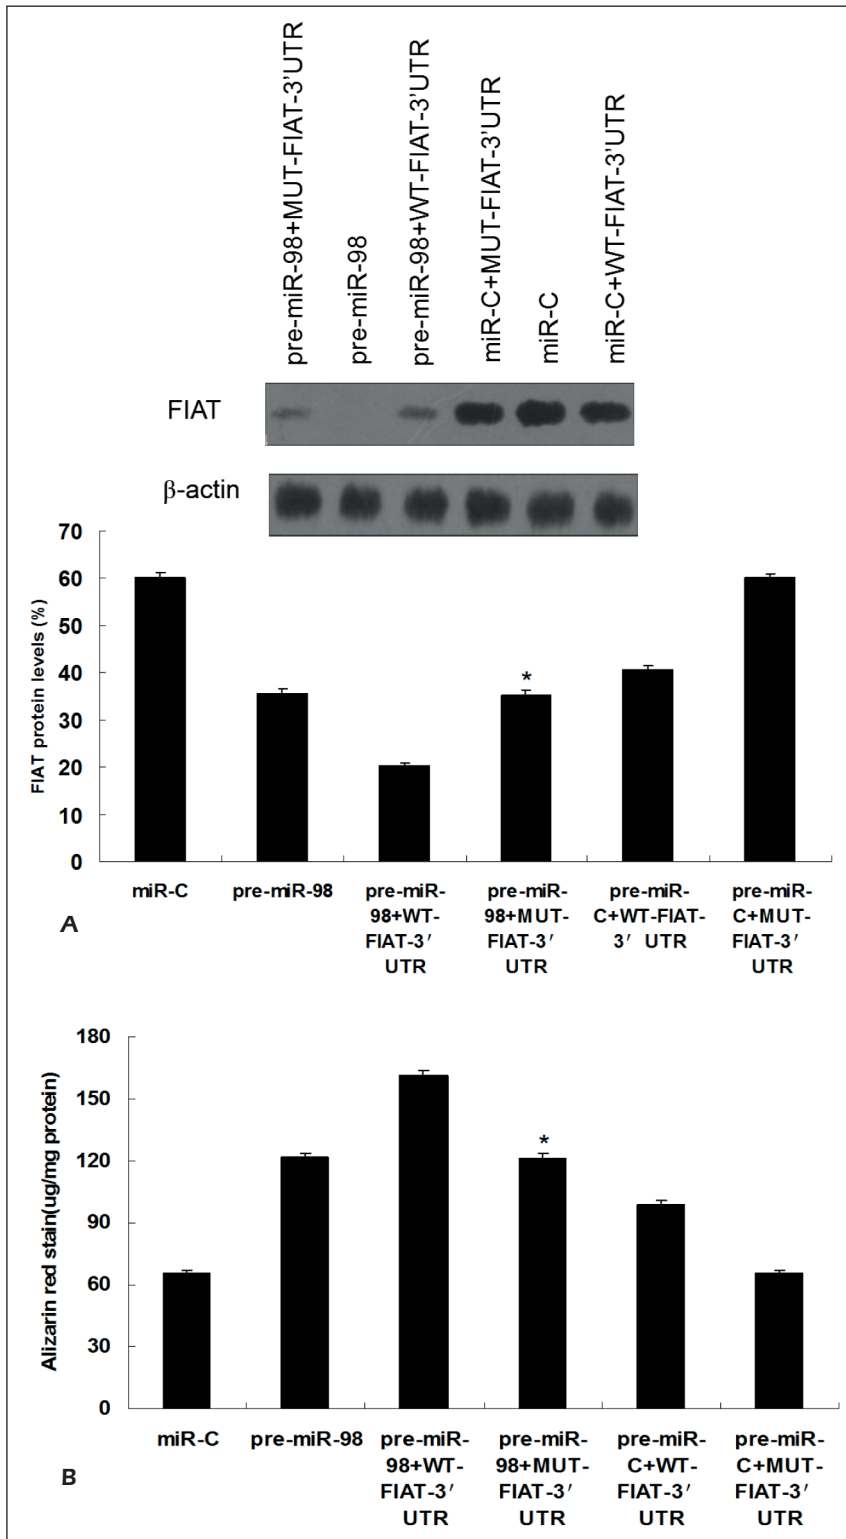 pre-miR-98+MUT-FIAT-3'UTR
pre-miR-98
pre-miR-98+WT-FIAT-3'UTR
miR-C+MUT-FIAT-3'UTR
miR-C
miR-C+WT-FIAT-3'UTR
FIAT
β-actin
FIAT protein levels (%)
70
60
50
40
30
20
10
0
*
miR-C
pre-miR-98
pre-miR-
98+WT-
FIAT-3′
UTR
pre-miR-
98+MUT-
FIAT-3′
UTR
pre-miR-
C+WT-FIAT-
3′ UTR
pre-miR-
C+MUT-
FIAT-3′
UTR
A
Alizarin red stain(ug/mg protein)
180
150
120
90
60
30
0
*
miR-C
pre-miR-98
pre-miR-
98+WT-
FIAT-3′
UTR
pre-miR-
98+MUT-
FIAT-3′
UTR
pre-miR-
C+WT-
FIAT-3′
UTR
pre-miR-
C+MUT-
FIAT-3′
UTR
B